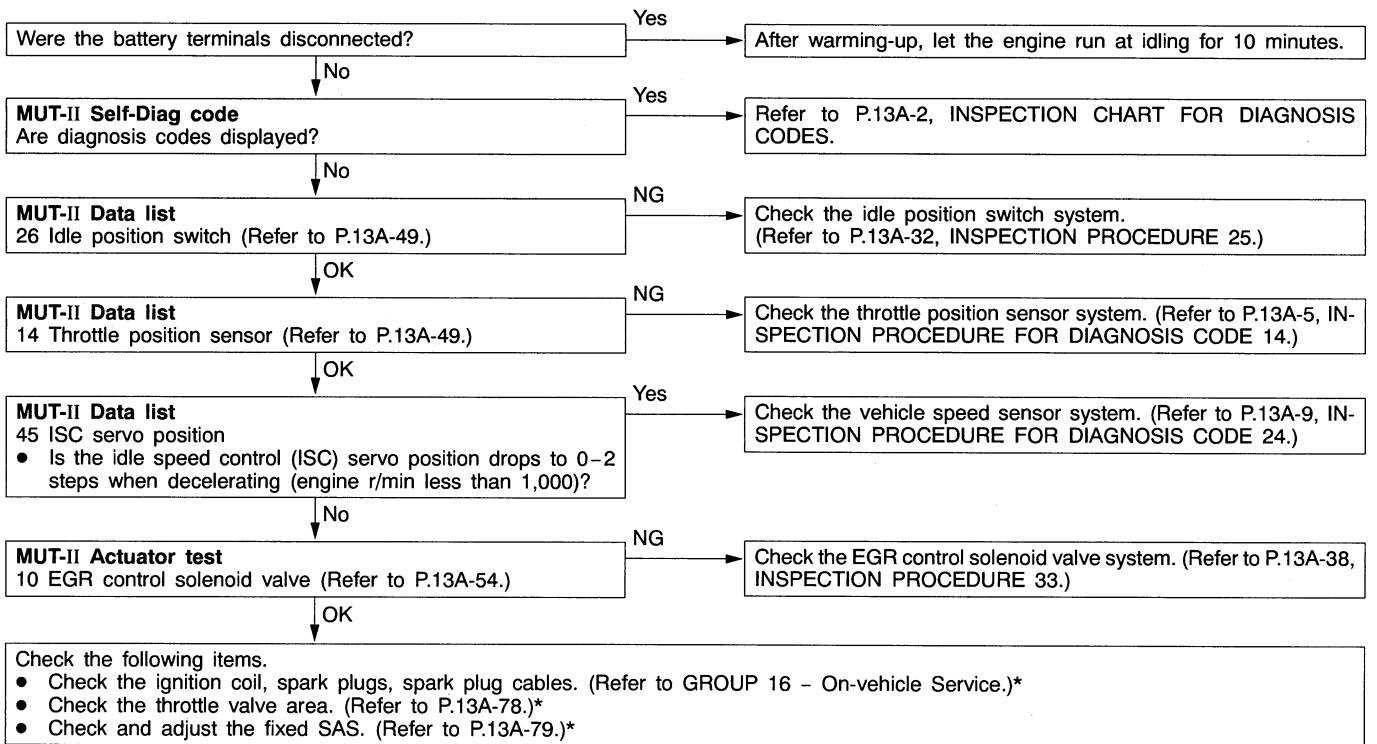 Were the battery terminals disconnected?
Yes
After warming-up, let the engine run at idling for 10 minutes.
No
MUT-II Self-Diag code
Are diagnosis codes displayed?
Yes
Refer to P.13A-2, INSPECTION CHART FOR DIAGNOSIS
CODES.
No
MUT-II Data list
26 Idle position switch (Refer to P.13A-49.)
NG
Check the idle position switch system.
(Refer to P.13A-32, INSPECTION PROCEDURE 25.)
OK
MUT-II Data list
14 Throttle position sensor (Refer to P.13A-49.)
NG
Check the throttle position sensor system. (Refer to P.13A-5, IN-
SPECTION PROCEDURE FOR DIAGNOSIS CODE 14.)
OK
MUT-II Data list
45 ISC servo position
• Is the idle speed control (ISC) servo position drops to 0–2
steps when decelerating (engine r/min less than 1,000)?
Yes
Check the vehicle speed sensor system. (Refer to P.13A-9, IN-
SPECTION PROCEDURE FOR DIAGNOSIS CODE 24.)
No
MUT-II Actuator test
10 EGR control solenoid valve (Refer to P.13A-54.)
NG
Check the EGR control solenoid valve system. (Refer to P.13A-38,
INSPECTION PROCEDURE 33.)
OK
Check the following items.
• Check the ignition coil, spark plugs, spark plug cables. (Refer to GROUP 16 – On-vehicle Service.)*
• Check the throttle valve area. (Refer to P.13A-78.)*
• Check and adjust the fixed SAS. (Refer to P.13A-79.)*